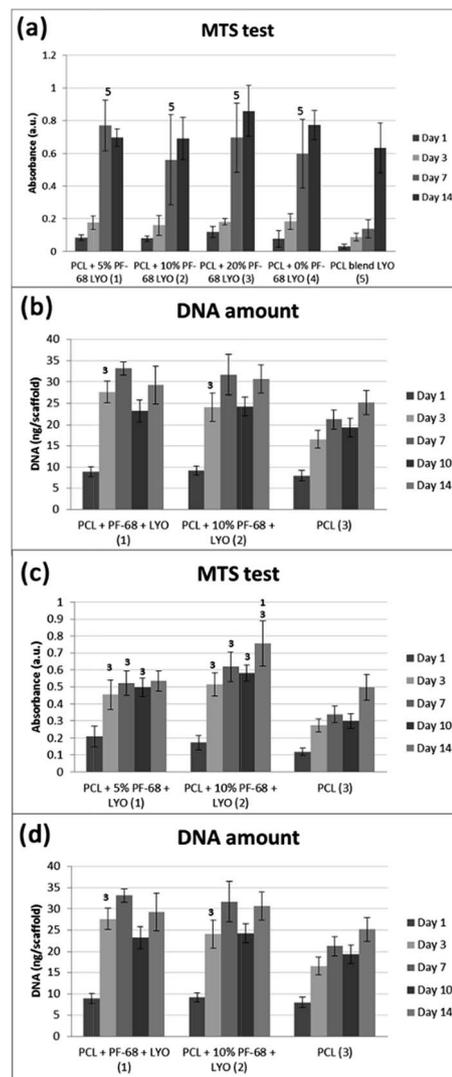 (a)
MTS test
1.2
1
0.8
0.6
0.4
0.2
0
Absorbance (a.u.)
5
5
5
5
PCL + 5% PF-
68 LYO (1)
PCL + 10% PF-
68 LYO (2)
PCL + 20% PF-
68 LYO (3)
PCL + 0% PF-
68 LYO (4)
PCL blend LYO
(5)
Day 1
Day 3
Day 7
Day 14
(b)
DNA amount
40
35
30
25
20
15
10
5
0
DNA (ng/scaffold)
3
3
PCL + PF-68 + LYO
(1)
PCL + 10% PF-68 +
LYO (2)
PCL (3)
Day 1
Day 3
Day 7
Day 10
Day 14
(c)
MTS test
1
0.9
0.8
0.7
0.6
0.5
0.4
0.3
0.2
0.1
0
Absorbance (a.u.)
3
3
3
3
3
3
1
3
PCL + 5% PF-68 +
LYO (1)
PCL + 10% PF-68 +
LYO (2)
PCL (3)
Day 1
Day 3
Day 7
Day 10
Day 14
(d)
DNA amount
40
35
30
25
20
15
10
5
0
DNA (ng/scaffold)
3
3
PCL + PF-68 + LYO
(1)
PCL + 10% PF-68 +
LYO (2)
PCL (3)
Day 1
Day 3
Day 7
Day 10
Day 14